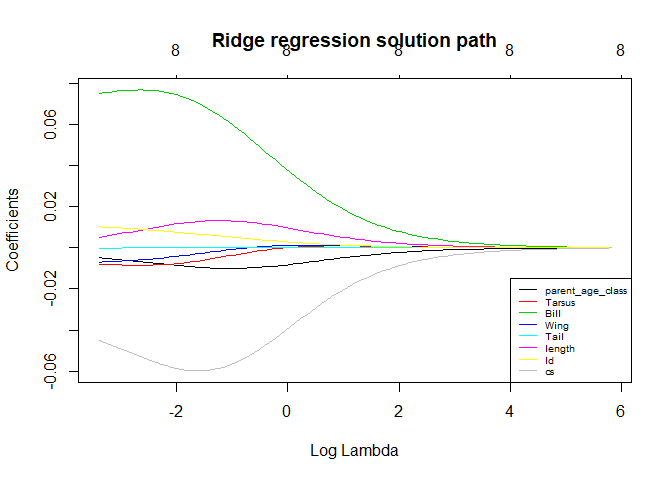 Ridge regression solution path
8 8 8 8 8
Coefficients
0.06
0.02
-0.02
-0.06
parent_age_class
Tarsus
Bill
Wing
Tail
length
ld
cs
-2 0 2 4 6
Log Lambda